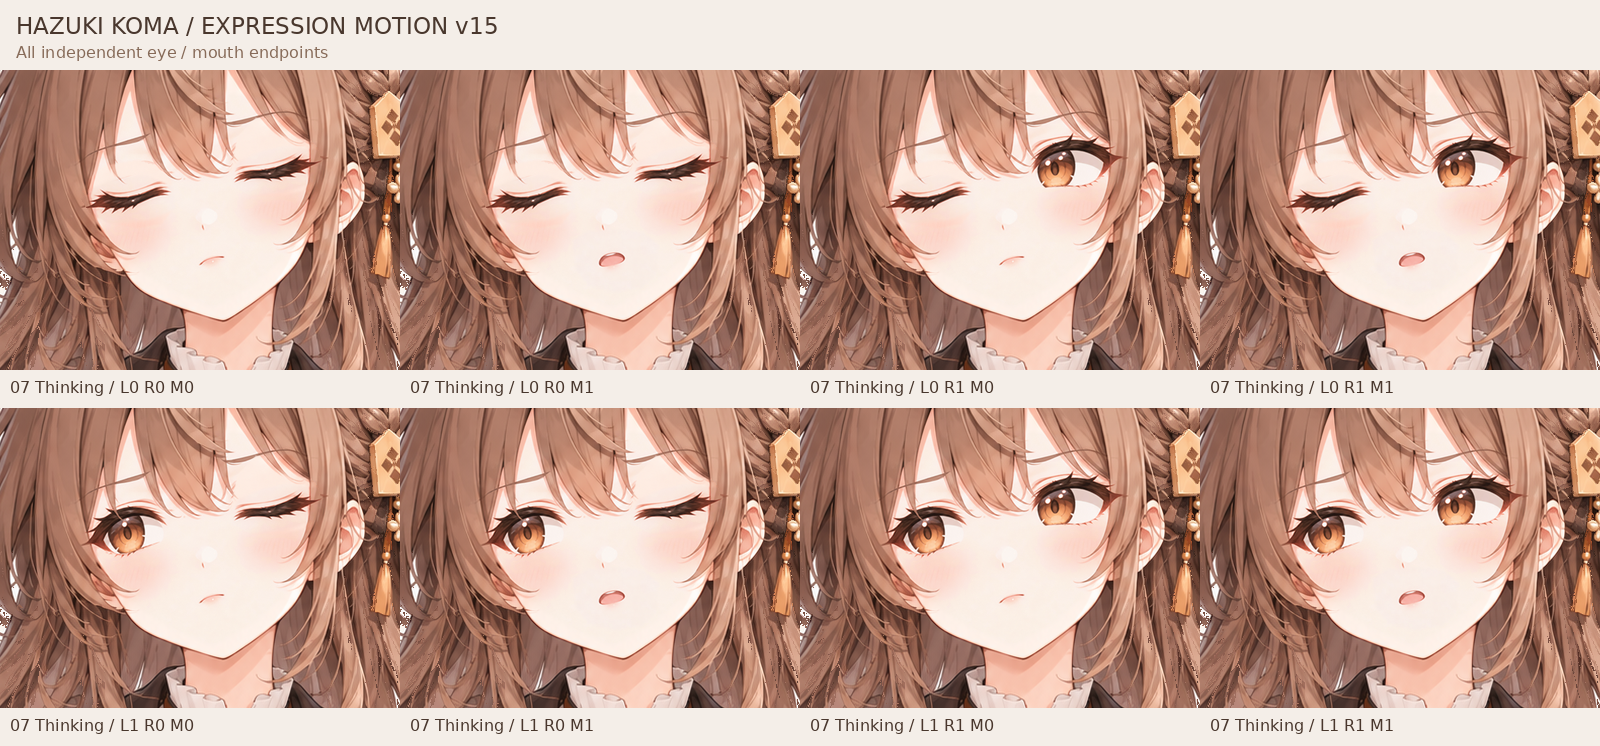 HAZUKI KOMA / EXPRESSION MOTION v15
All independent eye / mouth endpoints
07 Thinking / L0 R0 M0
07 Thinking / L0 R0 M1
07 Thinking / L0 R1 M0
07 Thinking / L0 R1 M1
07 Thinking / L1 R0 M0
07 Thinking / L1 R0 M1
07 Thinking / L1 R1 M0
07 Thinking / L1 R1 M1